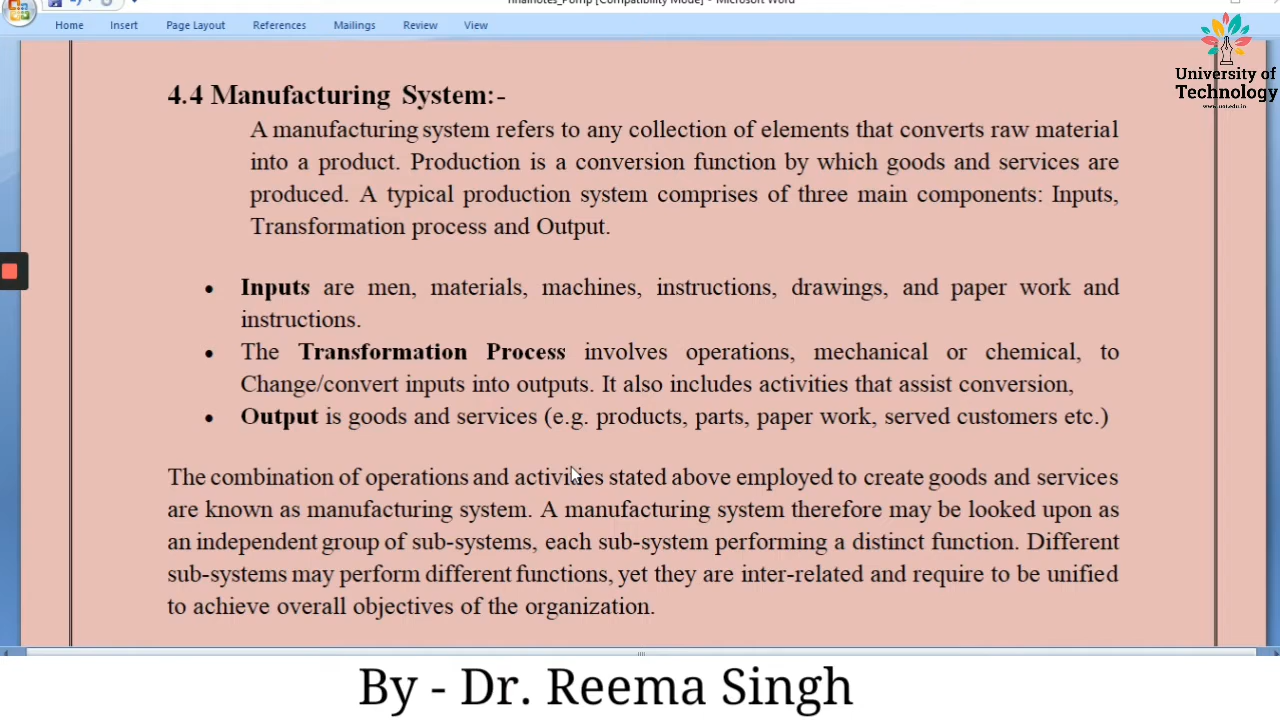 finalnotes_Pomp [Compatibility Mode] - Microsoft Word
Home Insert Page Layout References Mailings Review View
University of
Technology
4.4 Manufacturing System:-
A manufacturing system refers to any collection of elements that converts raw material
into a product. Production is a conversion function by which goods and services are
produced. A typical production system comprises of three main components: Inputs,
Transformation process and Output.
• Inputs are men, materials, machines, instructions, drawings, and paper work and
instructions.
• The Transformation Process involves operations, mechanical or chemical, to
Change/convert inputs into outputs. It also includes activities that assist conversion,
• Output is goods and services (e.g. products, parts, paper work, served customers etc.)
The combination of operations and activities stated above employed to create goods and services
are known as manufacturing system. A manufacturing system therefore may be looked upon as
an independent group of sub-systems, each sub-system performing a distinct function. Different
sub-systems may perform different functions, yet they are inter-related and require to be unified
to achieve overall objectives of the organization.
By - Dr. Reema Singh